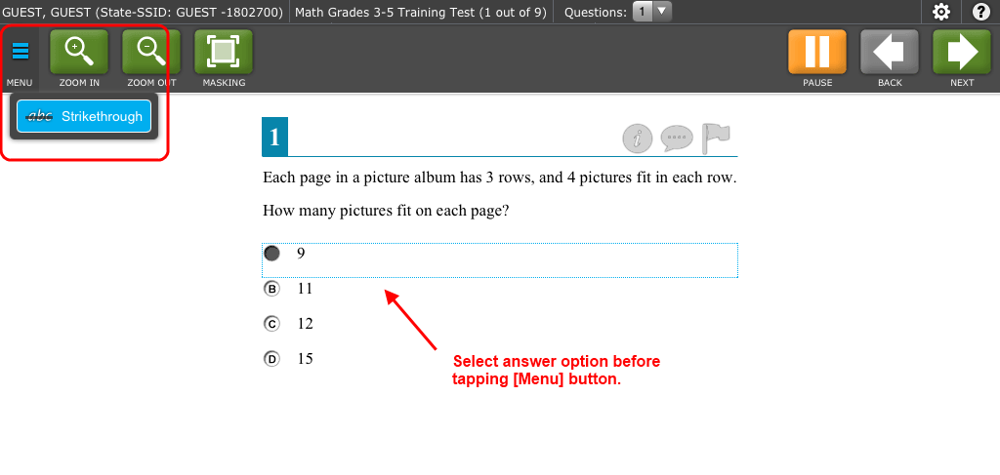 GUEST, GUEST (State-SSID: GUEST -1802700) Math Grades 3-5 Training Test (1 out of 9) Questions: 1 ?
MENU ZOOM IN ZOOM OUT MASKING PAUSE BACK NEXT
abc Strikethrough
1 i
Each page in a picture album has 3 rows, and 4 pictures fit in each row.
How many pictures fit on each page?
9
B 11
C 12
D 15
Select answer option before
tapping [Menu] button.